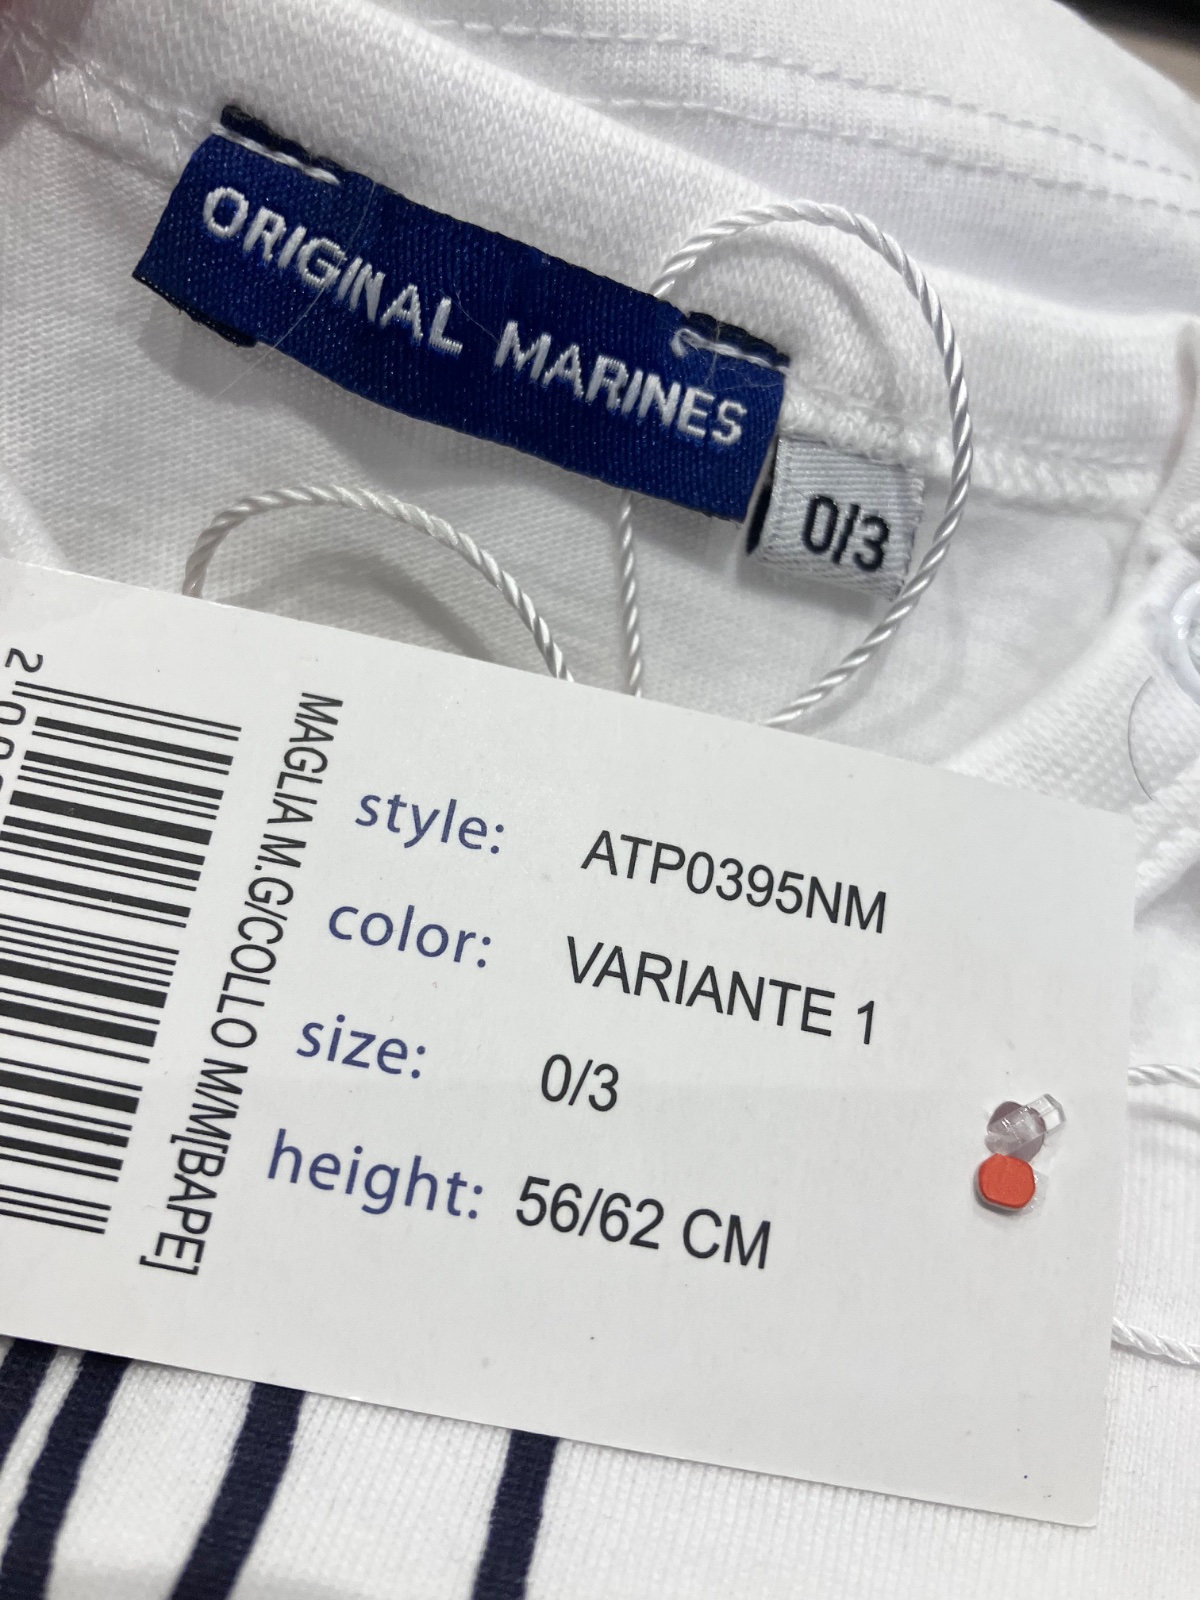 ORIGINAL MARINES
0/3
MAGLIA M.G/COLLO M/M[BAPE]
style: ATP0395NM
color: VARIANTE 1
size: 0/3
height: 56/62 CM